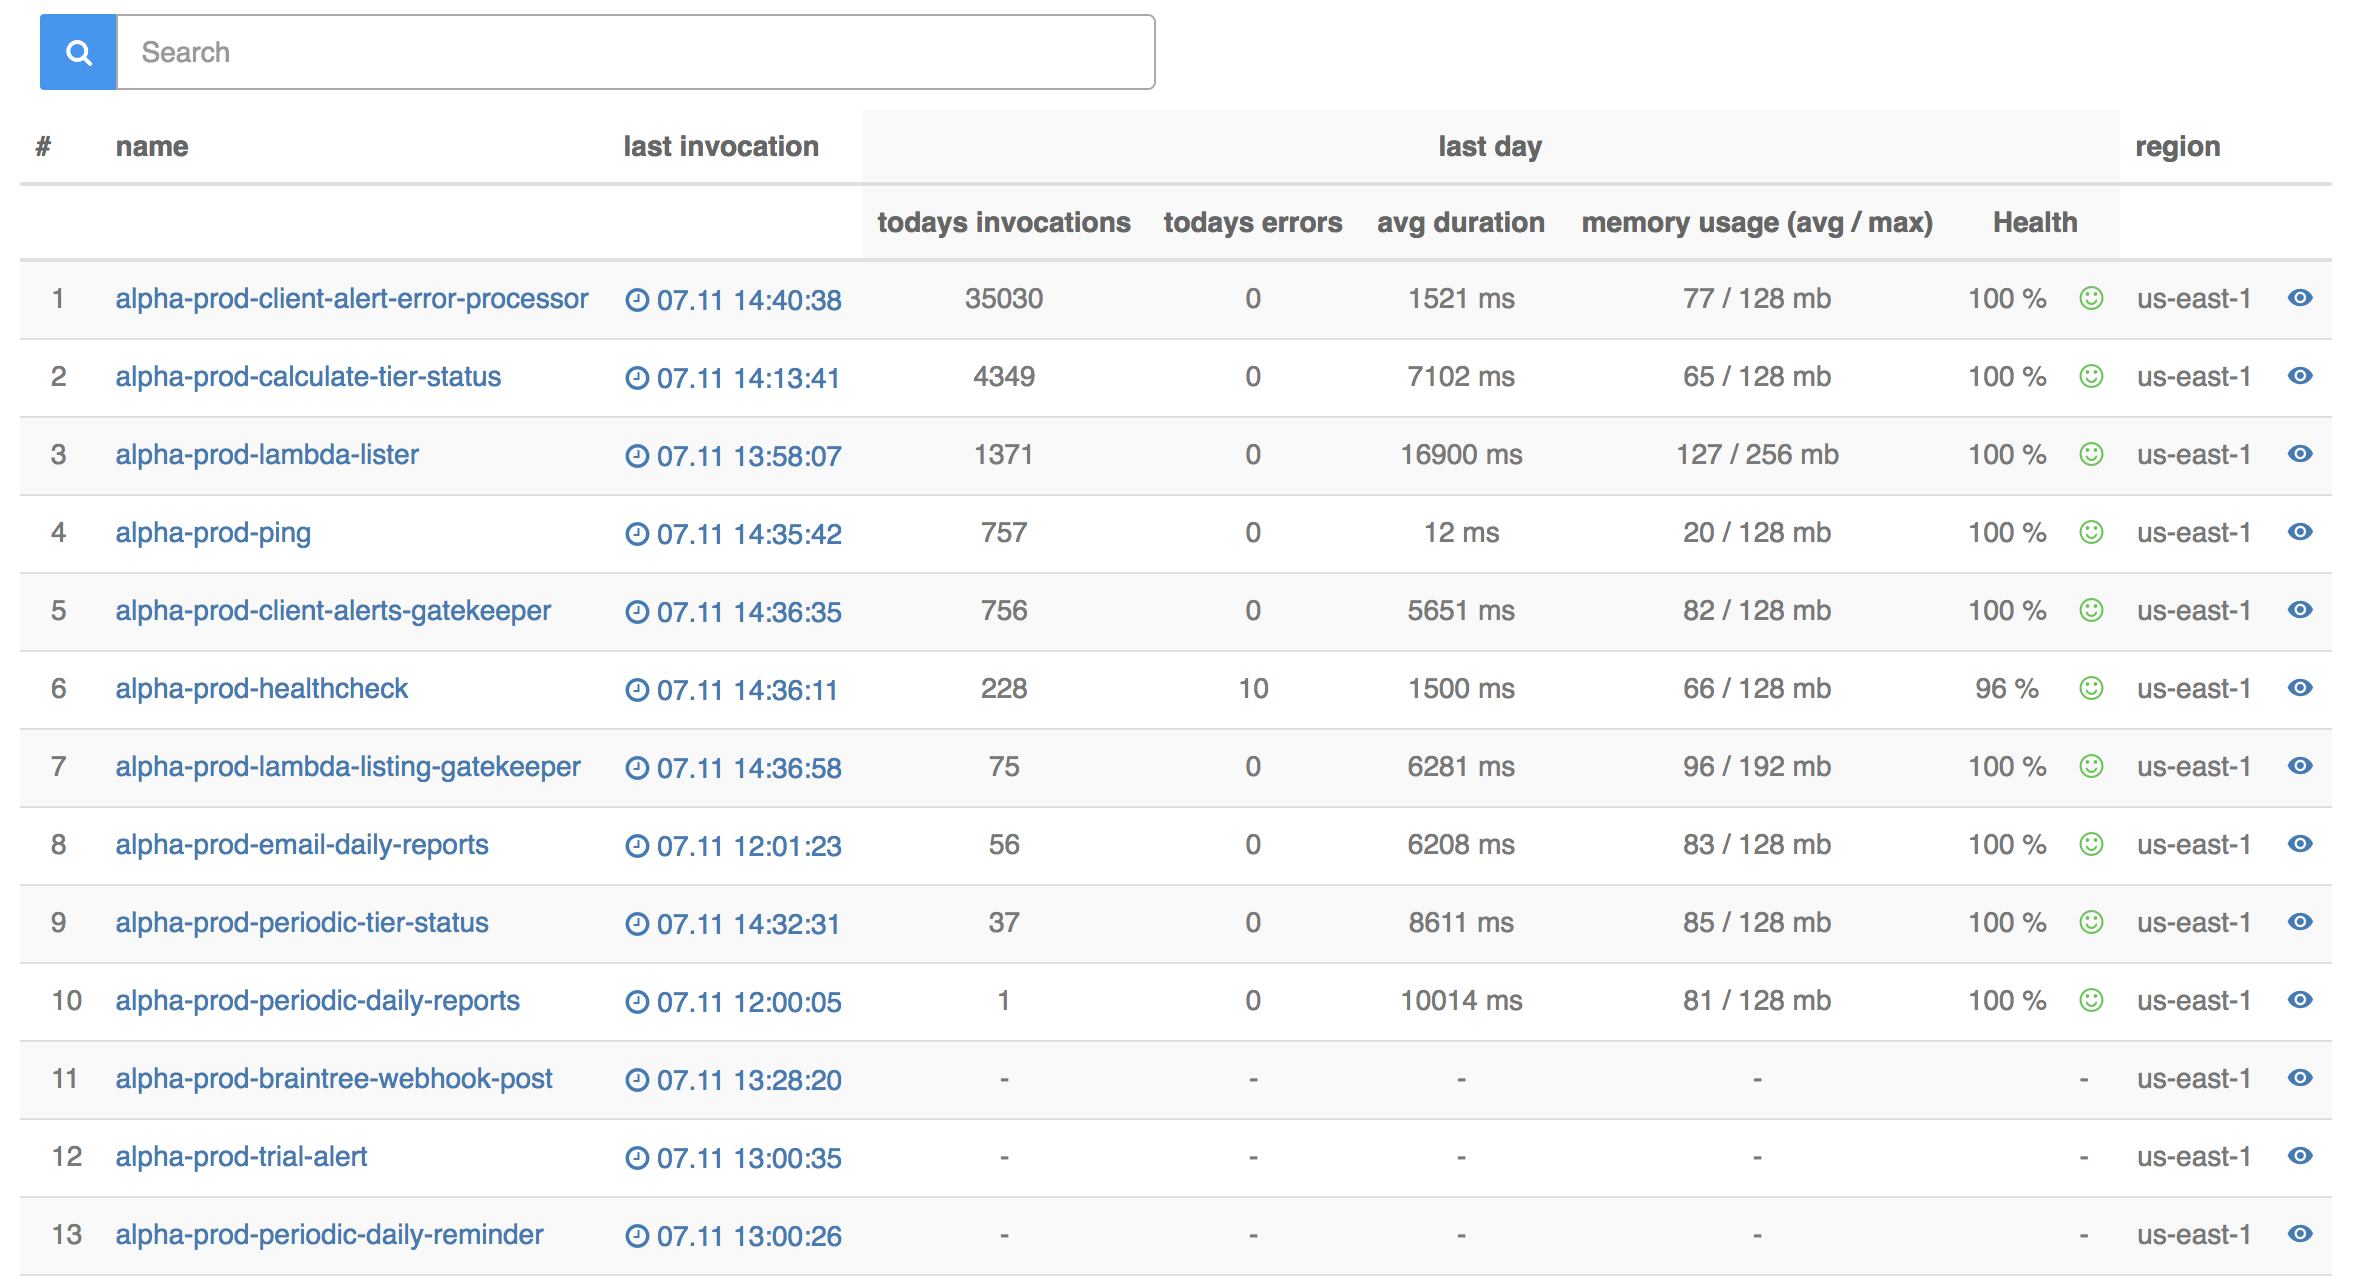 Search
# name last invocation last day region
todays invocations todays errors avg duration memory usage (avg / max) Health
1 alpha-prod-client-alert-error-processor 07.11 14:40:38 35030 0 1521 ms 77 / 128 mb 100 % us-east-1
2 alpha-prod-calculate-tier-status 07.11 14:13:41 4349 0 7102 ms 65 / 128 mb 100 % us-east-1
3 alpha-prod-lambda-lister 07.11 13:58:07 1371 0 16900 ms 127 / 256 mb 100 % us-east-1
4 alpha-prod-ping 07.11 14:35:42 757 0 12 ms 20 / 128 mb 100 % us-east-1
5 alpha-prod-client-alerts-gatekeeper 07.11 14:36:35 756 0 5651 ms 82 / 128 mb 100 % us-east-1
6 alpha-prod-healthcheck 07.11 14:36:11 228 10 1500 ms 66 / 128 mb 96 % us-east-1
7 alpha-prod-lambda-listing-gatekeeper 07.11 14:36:58 75 0 6281 ms 96 / 192 mb 100 % us-east-1
8 alpha-prod-email-daily-reports 07.11 12:01:23 56 0 6208 ms 83 / 128 mb 100 % us-east-1
9 alpha-prod-periodic-tier-status 07.11 14:32:31 37 0 8611 ms 85 / 128 mb 100 % us-east-1
10 alpha-prod-periodic-daily-reports 07.11 12:00:05 1 0 10014 ms 81 / 128 mb 100 % us-east-1
11 alpha-prod-braintree-webhook-post 07.11 13:28:20 - - - - - us-east-1
12 alpha-prod-trial-alert 07.11 13:00:35 - - - - - us-east-1
13 alpha-prod-periodic-daily-reminder 07.11 13:00:26 - - - - - us-east-1